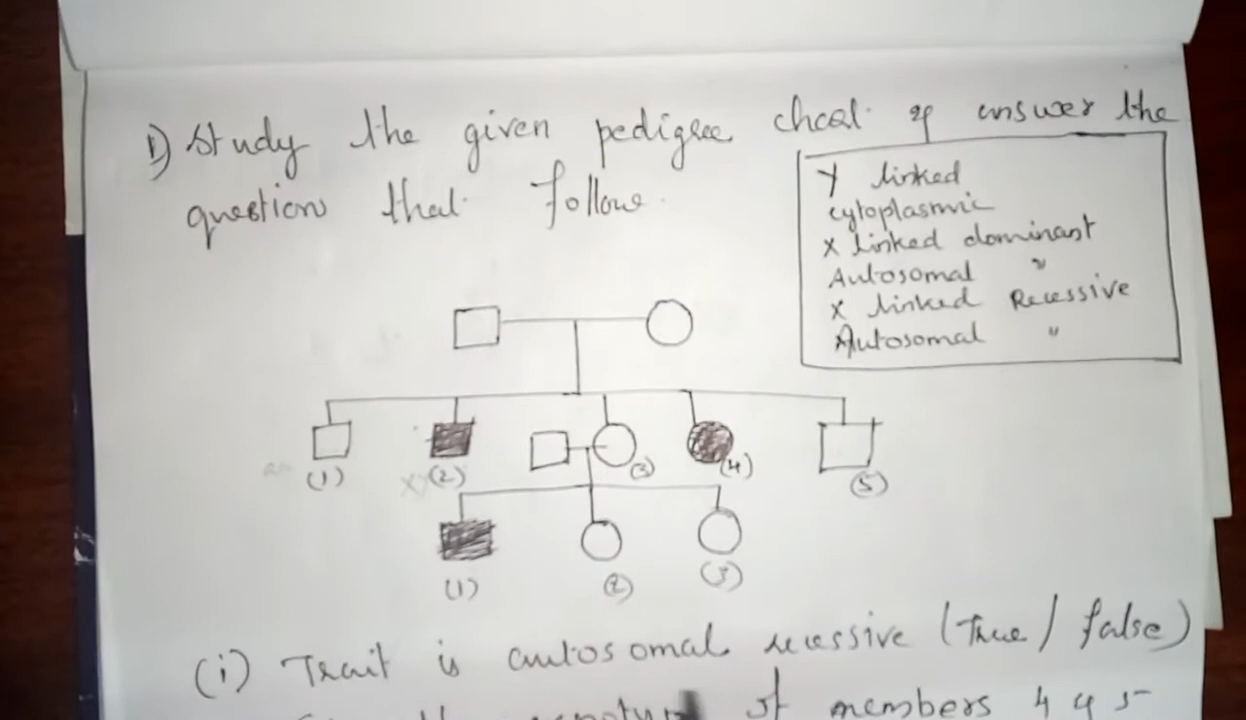 1) Study the given pedigree chart & answer the
question that follows.
Y linked
cytoplasmic
X linked dominant
Autosomal "
X linked Recessive
Autosomal "
(1) (2) (3) (4) (5)
(1) (2) (3)
(i) Trait is autosomal recessive (True / false)
of members 4 & 5